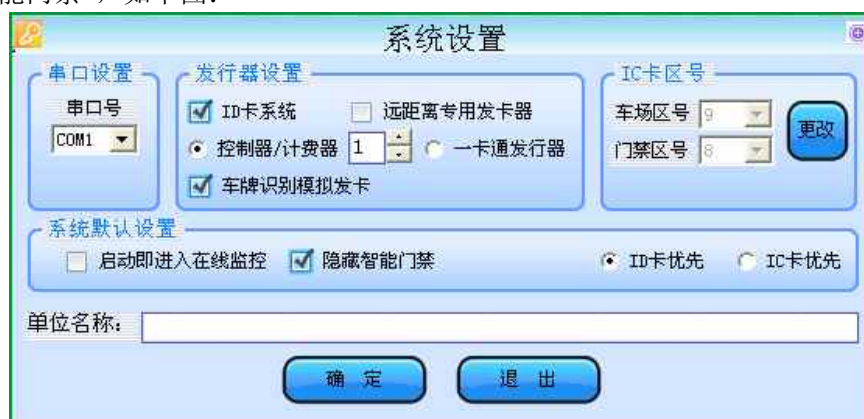 能门禁”，如下图：
系统设置
串口设置
串口号
COM1
发行器设置
ID卡系统 远距离专用发卡器
控制器/计费器 1 一卡通发行器
车牌识别模拟发卡
IC卡区号
车场区号 9
门禁区号 8
更改
系统默认设置
启动即进入在线监控 隐藏智能门禁 ID卡优先 IC卡优先
单位名称：
确 定 退 出